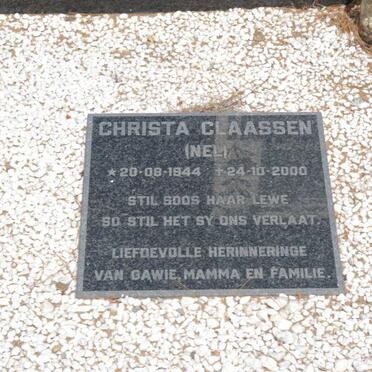 CHRISTA CLAASSEN
(NEL)
*20-08-1944 +24-10-2000
STIL SOOS HAAR LEWE
SO STIL HET SY ONS VERLAAT.
LIEFDEVOLLE HERINNERINGE
VAN GAWIE, MAMMA EN FAMILIE.